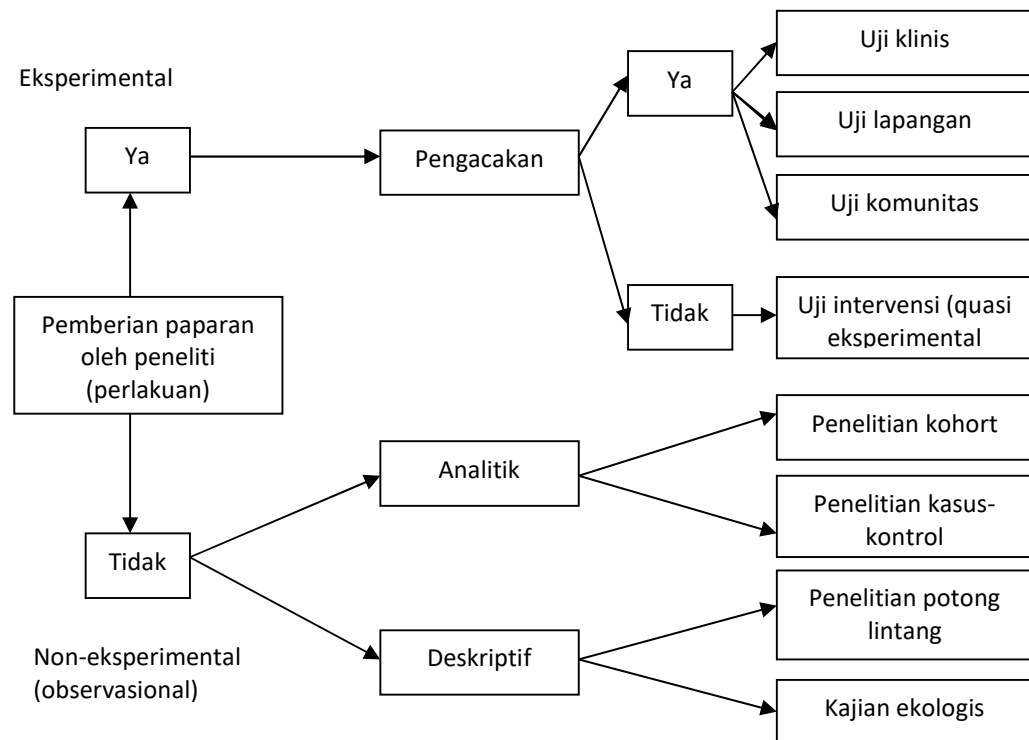 Eksperimental
Ya
Pengacakan
Ya
Uji klinis
Uji lapangan
Uji komunitas
Tidak
Uji intervensi (quasi
eksperimental
Pemberian paparan
oleh peneliti
(perlakuan)
Analitik
Penelitian kohort
Penelitian kasus-
kontrol
Tidak
Deskriptif
Penelitian potong
lintang
Kajian ekologis
Non-eksperimental
(observasional)